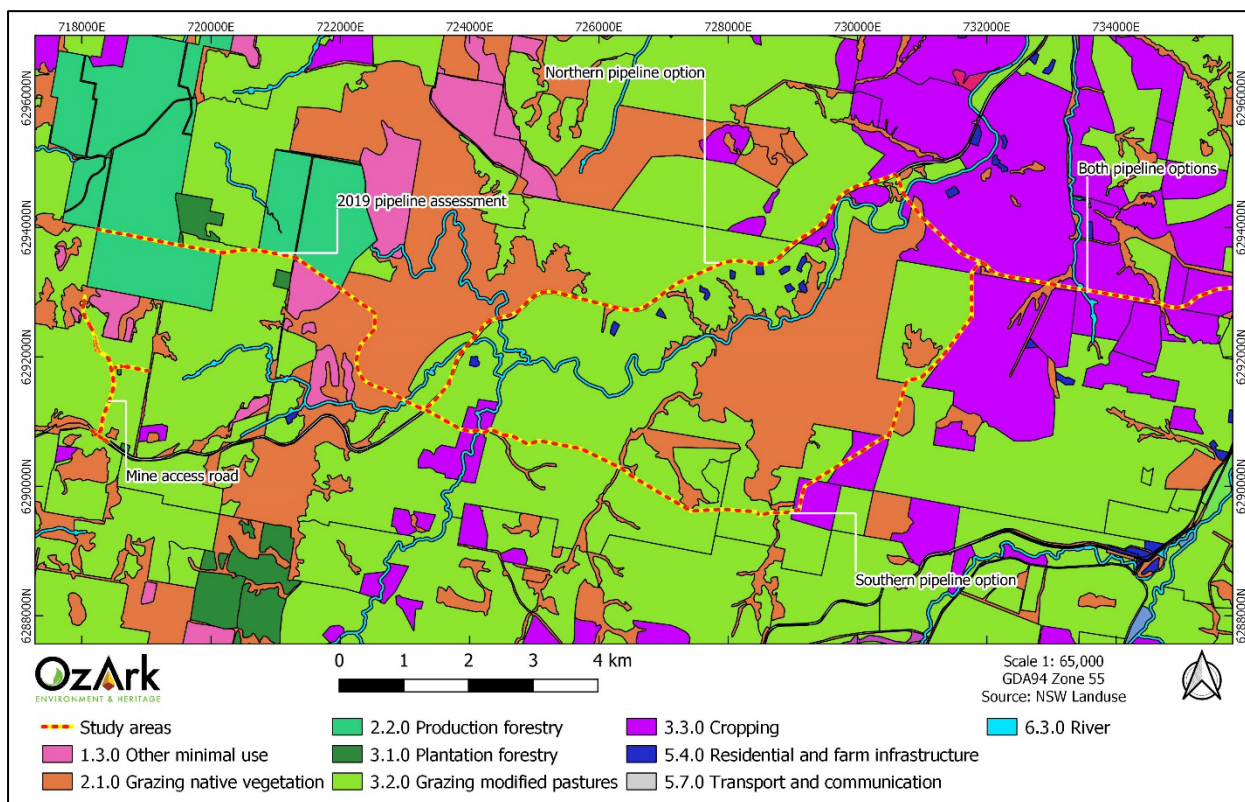 718000E 720000E 722000E 724000E 726000E 728000E 730000E 732000E 734000E
6296000N 6296000N
Northern pipeline option
Both pipeline options
2019 pipeline assessment
6294000N 6294000N
6292000N 6292000N
Mine access road
6290000N 6290000N
Southern pipeline option
6288000N 6288000N
OzArk
ENVIRONMENT & HERITAGE
0 1 2 3 4 km
Scale 1: 65,000
GDA94 Zone 55
Source: NSW Landuse
Study areas
1.3.0 Other minimal use
2.1.0 Grazing native vegetation
2.2.0 Production forestry
3.1.0 Plantation forestry
3.2.0 Grazing modified pastures
3.3.0 Cropping
5.4.0 Residential and farm infrastructure
5.7.0 Transport and communication
6.3.0 River